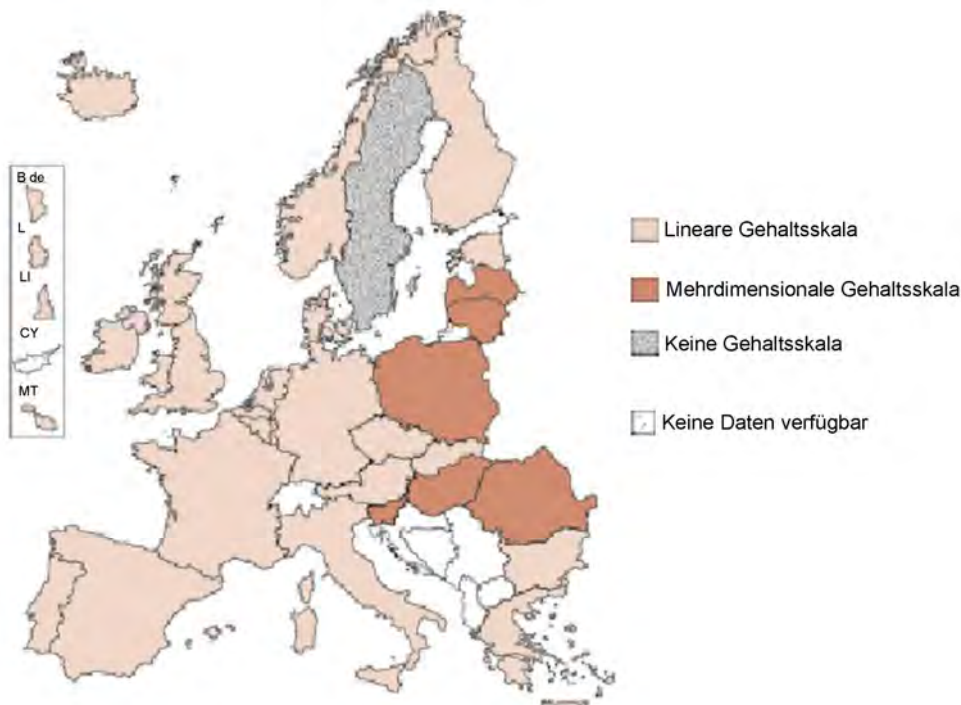 B de
L
LI
CY
MT
Lineare Gehaltsskala
Mehrdimensionale Gehaltsskala
Keine Gehaltsskala
Keine Daten verfügbar